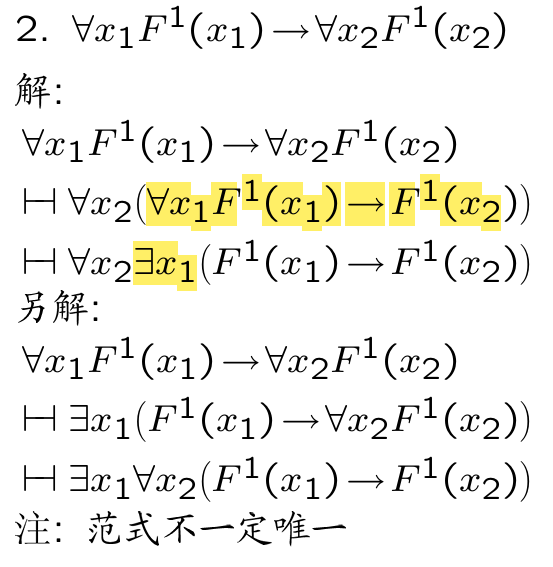 2. ∀x₁F¹(x₁)→∀x₂F¹(x₂)
解:
∀x₁F¹(x₁)→∀x₂F¹(x₂)
|–| ∀x₂(∀x₁F¹(x₁)→F¹(x₂))
|–| ∀x₂∃x₁(F¹(x₁)→F¹(x₂))
另解:
∀x₁F¹(x₁)→∀x₂F¹(x₂)
|–| ∃x₁(F¹(x₁)→∀x₂F¹(x₂))
|–| ∃x₁∀x₂(F¹(x₁)→F¹(x₂))
注: 范式不一定唯一